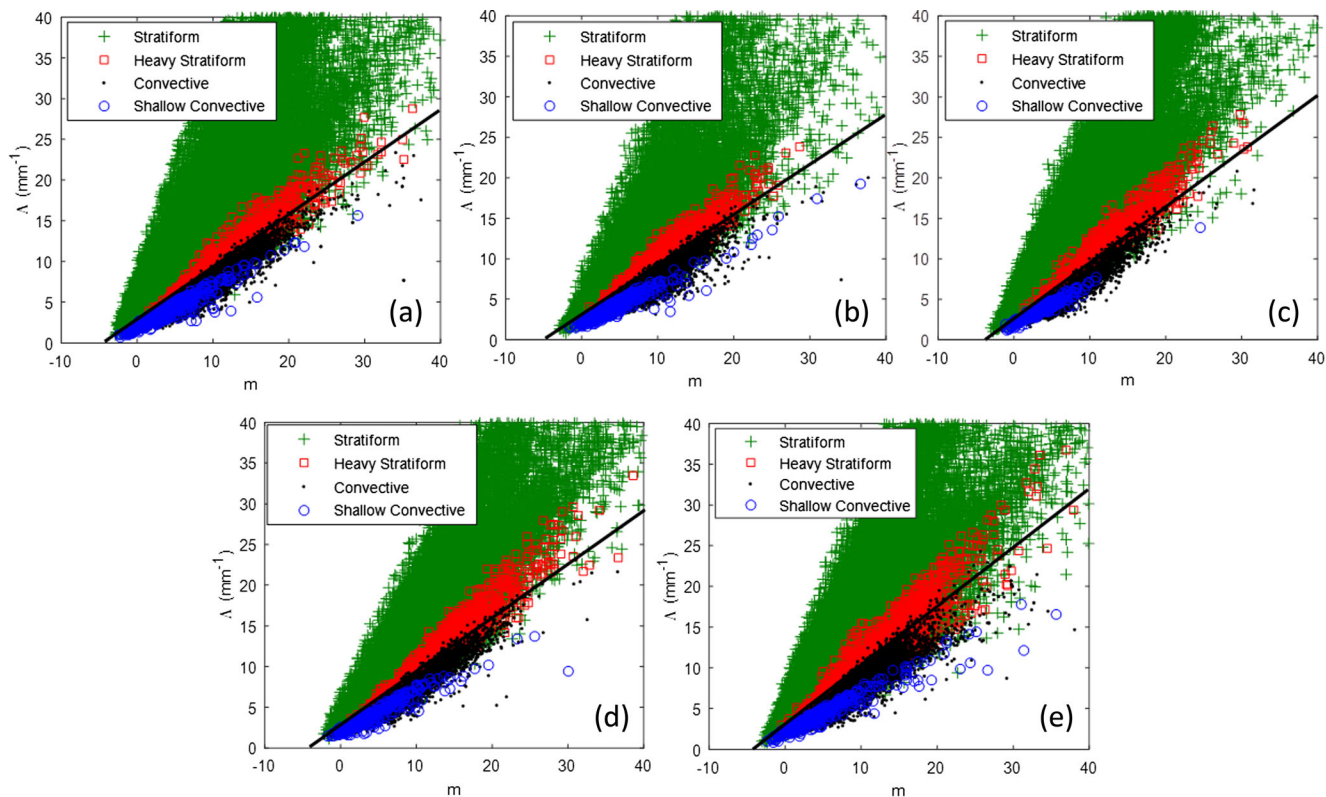 40
35
30
25
20
15
10
5
0
Λ (mm⁻¹)
Stratiform
Heavy Stratiform
Convective
Shallow Convective
(a)
-10 0 10 20 30 40
m
40
35
30
25
20
15
10
5
0
Λ (mm⁻¹)
Stratiform
Heavy Stratiform
Convective
Shallow Convective
(b)
-10 0 10 20 30 40
m
40
35
30
25
20
15
10
5
0
Λ (mm⁻¹)
Stratiform
Heavy Stratiform
Convective
Shallow Convective
(c)
-10 0 10 20 30 40
m
40
35
30
25
20
15
10
5
0
Λ (mm⁻¹)
Stratiform
Heavy Stratiform
Convective
Shallow Convective
(d)
-10 0 10 20 30 40
m
40
35
30
25
20
15
10
5
0
Λ (mm⁻¹)
Stratiform
Heavy Stratiform
Convective
Shallow Convective
(e)
-10 0 10 20 30 40
m